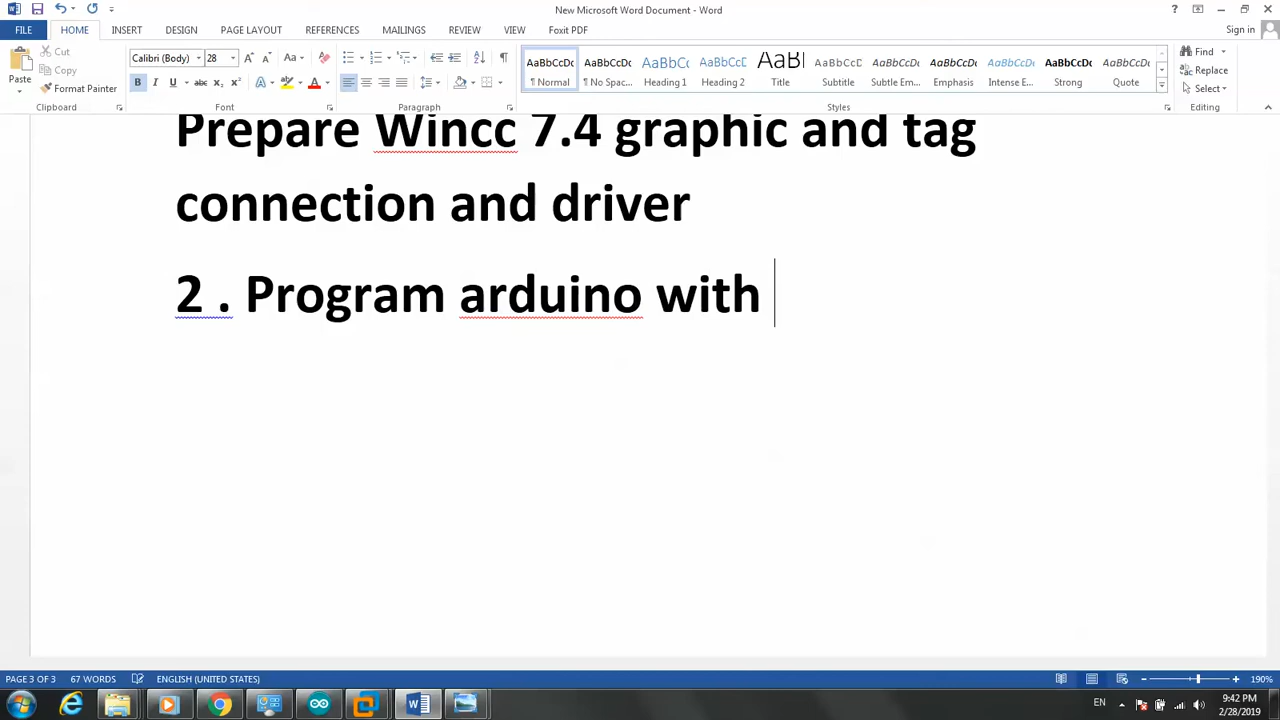 New Microsoft Word Document - Word
FILE HOME INSERT DESIGN PAGE LAYOUT REFERENCES MAILINGS REVIEW VIEW Foxit PDF Sign in
Paste
Cut
Copy
Format Painter
Clipboard
Calibri (Body) 28
Font
Paragraph
AaBbCcDc AaBbCcDc AaBbCc AaBbCcC AaBl AaBbCcC AaBbCcDc AaBbCcDc AaBbCcDc AaBbCcDc AaBbCcDc
¶ Normal ¶ No Spac... Heading 1 Heading 2 Title Subtitle Subtle Em... Emphasis Intense E... Strong Quote
Styles
Find
Replace
Select
Editing
Prepare Wincc 7.4 graphic and tag
connection and driver
2 . Program arduino with
PAGE 3 OF 3 67 WORDS ENGLISH (UNITED STATES) 190%
EN 9:42 PM
2/28/2019